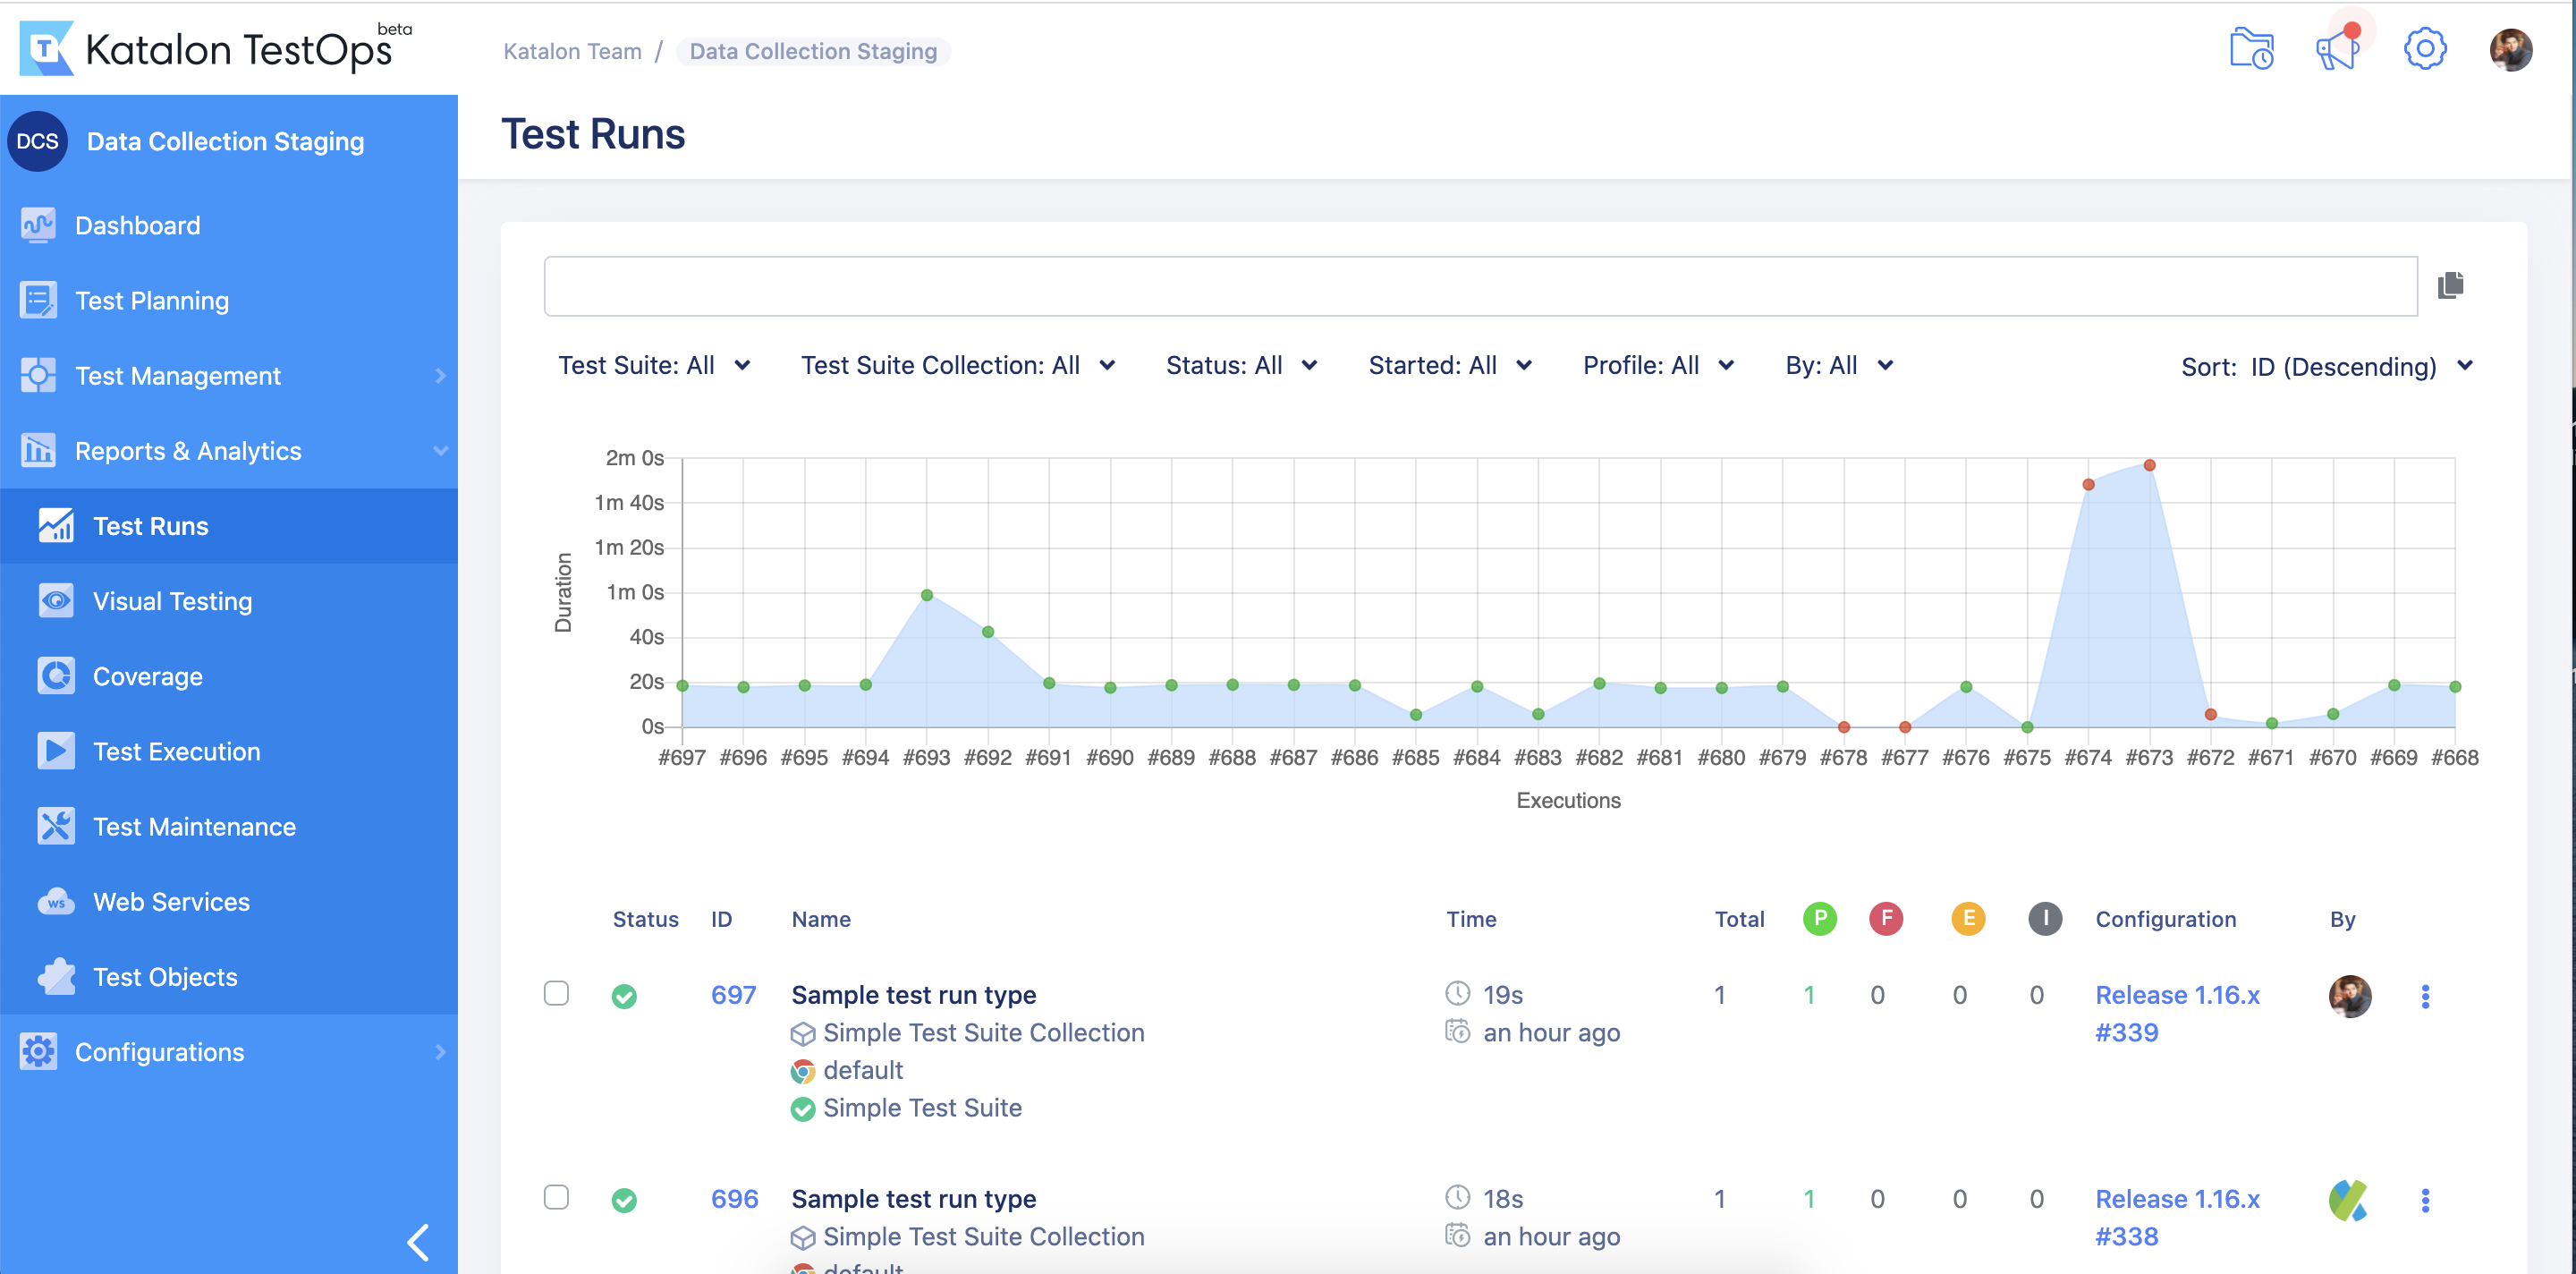 Katalon TestOps beta
Katalon Team / Data Collection Staging
DCS Data Collection Staging
Dashboard
Test Planning
Test Management
Reports & Analytics
Test Runs
Visual Testing
Coverage
Test Execution
Test Maintenance
WS Web Services
Test Objects
Configurations
Test Runs
Test Suite: All Test Suite Collection: All Status: All Started: All Profile: All By: All Sort: ID (Descending)
Duration
2m 0s
1m 40s
1m 20s
1m 0s
40s
20s
0s
#697 #696 #695 #694 #693 #692 #691 #690 #689 #688 #687 #686 #685 #684 #683 #682 #681 #680 #679 #678 #677 #676 #675 #674 #673 #672 #671 #670 #669 #668
Executions
Status ID Name Time Total P F E I Configuration By
697 Sample test run type 19s 1 1 0 0 0 Release 1.16.x
Simple Test Suite Collection an hour ago #339
default
Simple Test Suite
696 Sample test run type 18s 1 1 0 0 0 Release 1.16.x
Simple Test Suite Collection an hour ago #338
default